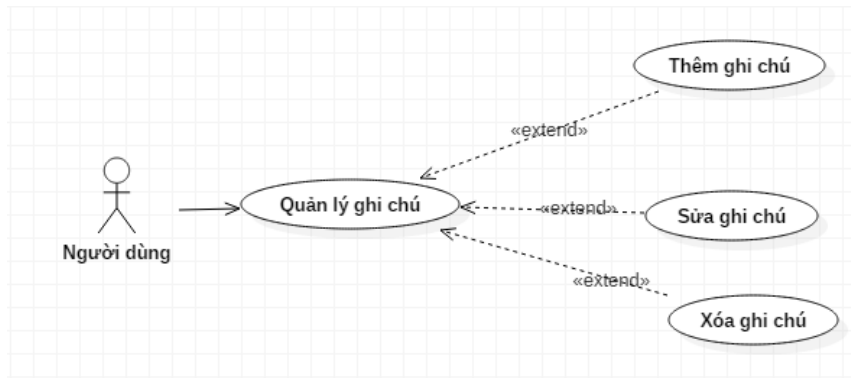 Thêm ghi chú
«extend»
Quản lý ghi chú
«extend»
Sửa ghi chú
Người dùng
«extend»
Xóa ghi chú